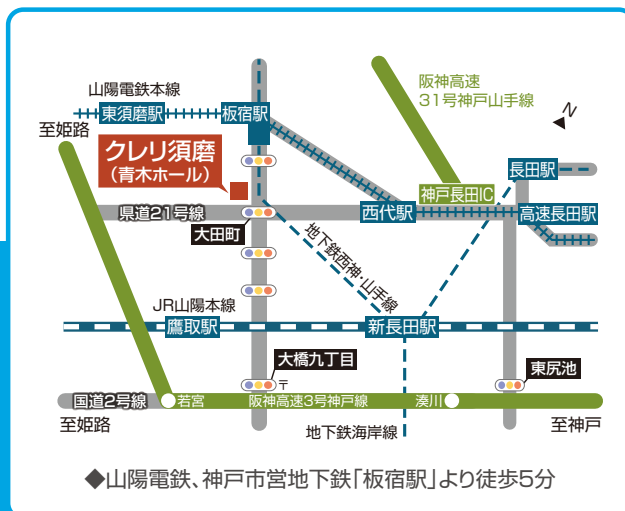 阪神高速
31号神戸山手線
N
山陽電鉄本線
東須磨駅
板宿駅
至姫路
クレリ須磨
(青木ホール)
長田駅
神戸長田IC
県道21号線
西代駅
高速長田駅
大田町
地下鉄西神・山手線
JR山陽本線
鷹取駅
新長田駅
大橋九丁目
〒
東尻池
国道2号線
若宮
阪神高速3号神戸線
湊川
至姫路
地下鉄海岸線
至神戸
◆山陽電鉄、神戸市営地下鉄「板宿駅」より徒歩5分